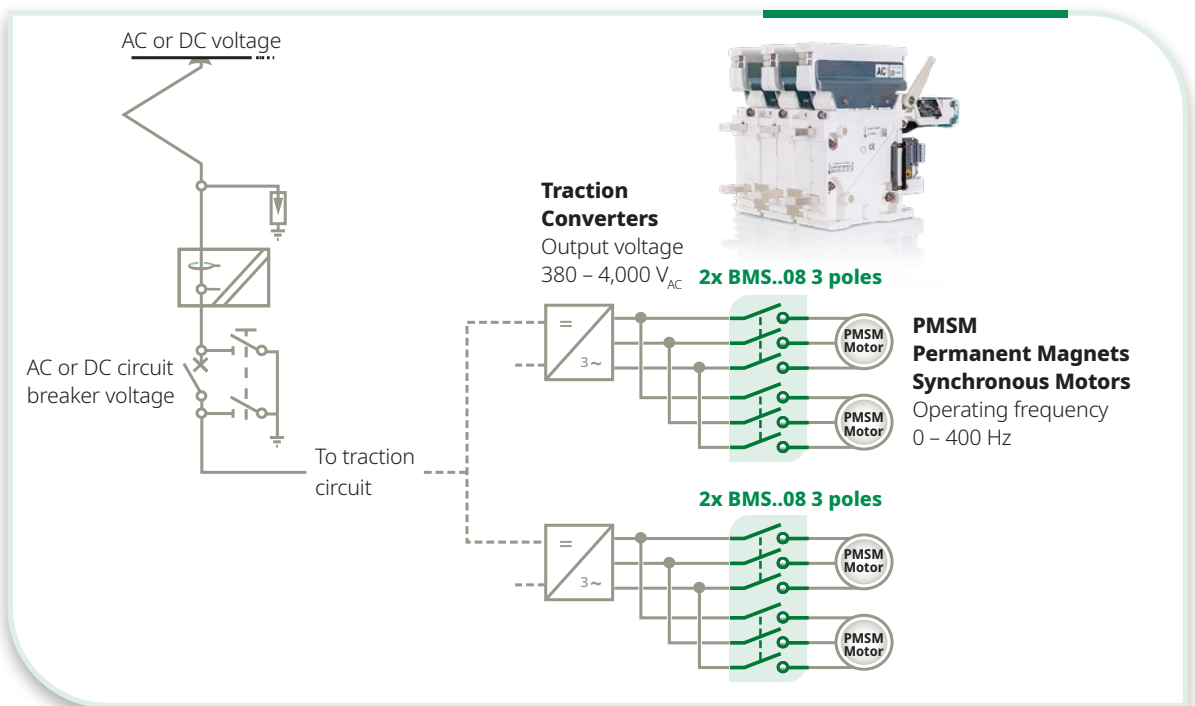 AC or DC voltage
AC
Traction
Converters
Output voltage
380 – 4,000 VAC
2x BMS..08 3 poles
=
3~
PMSM
Motor
PMSM
Motor
PMSM
Permanent Magnets
Synchronous Motors
Operating frequency
0 – 400 Hz
AC or DC circuit
breaker voltage
To traction
circuit
2x BMS..08 3 poles
=
3~
PMSM
Motor
PMSM
Motor